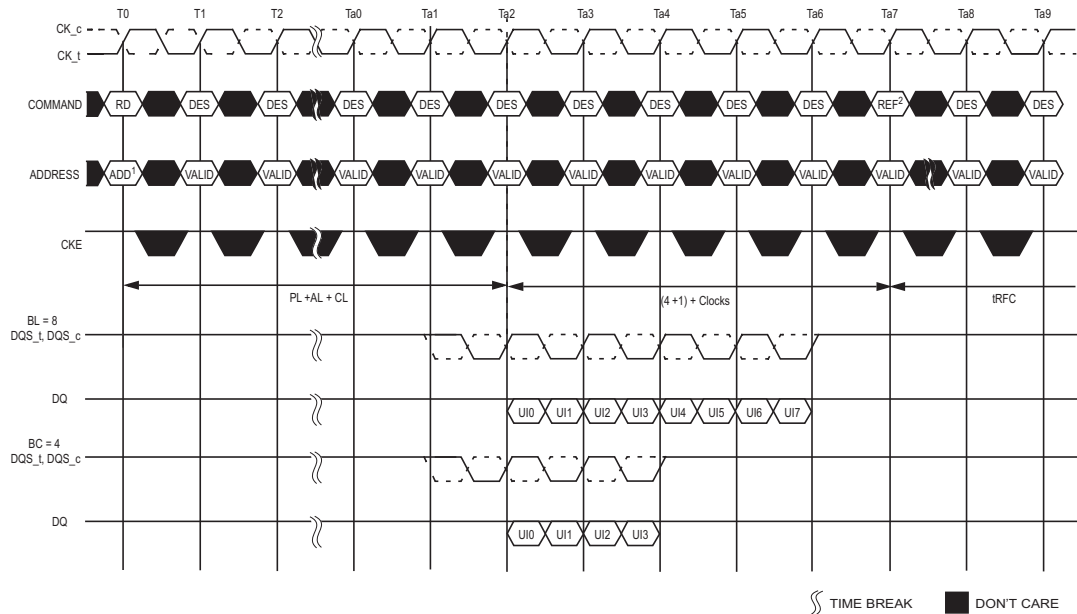 T0 T1 T2 Ta0 Ta1 Ta2 Ta3 Ta4 Ta5 Ta6 Ta7 Ta8 Ta9
CK_c
CK_t
COMMAND RD DES DES DES DES DES DES DES DES DES REF² DES DES
ADDRESS ADD¹ VALID VALID VALID VALID VALID VALID VALID VALID VALID VALID VALID VALID
CKE
PL +AL + CL (4 +1) + Clocks tRFC
BL = 8
DQS_t, DQS_c
DQ UI0 UI1 UI2 UI3 UI4 UI5 UI6 UI7
BC = 4
DQS_t, DQS_c
DQ UI0 UI1 UI2 UI3
TIME BREAK DON'T CARE